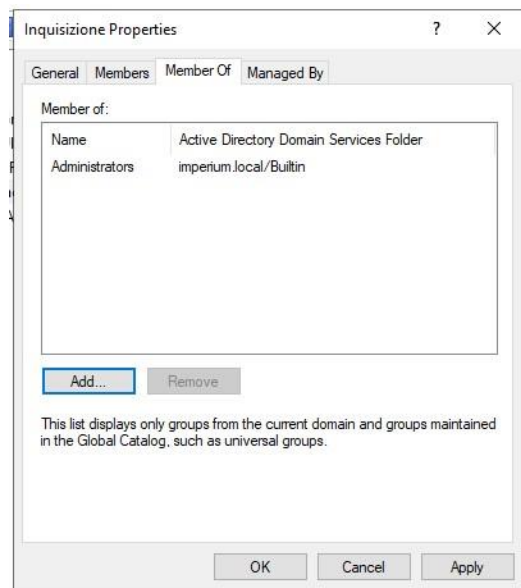 Inquisizione Properties
?
General
Members
Member Of
Managed By
Member of:
Name
Active Directory Domain Services Folder
Administrators
imperium.local/Builtin
Add...
Remove
This list displays only groups from the current domain and groups maintained
in the Global Catalog, such as universal groups.
OK
Cancel
Apply